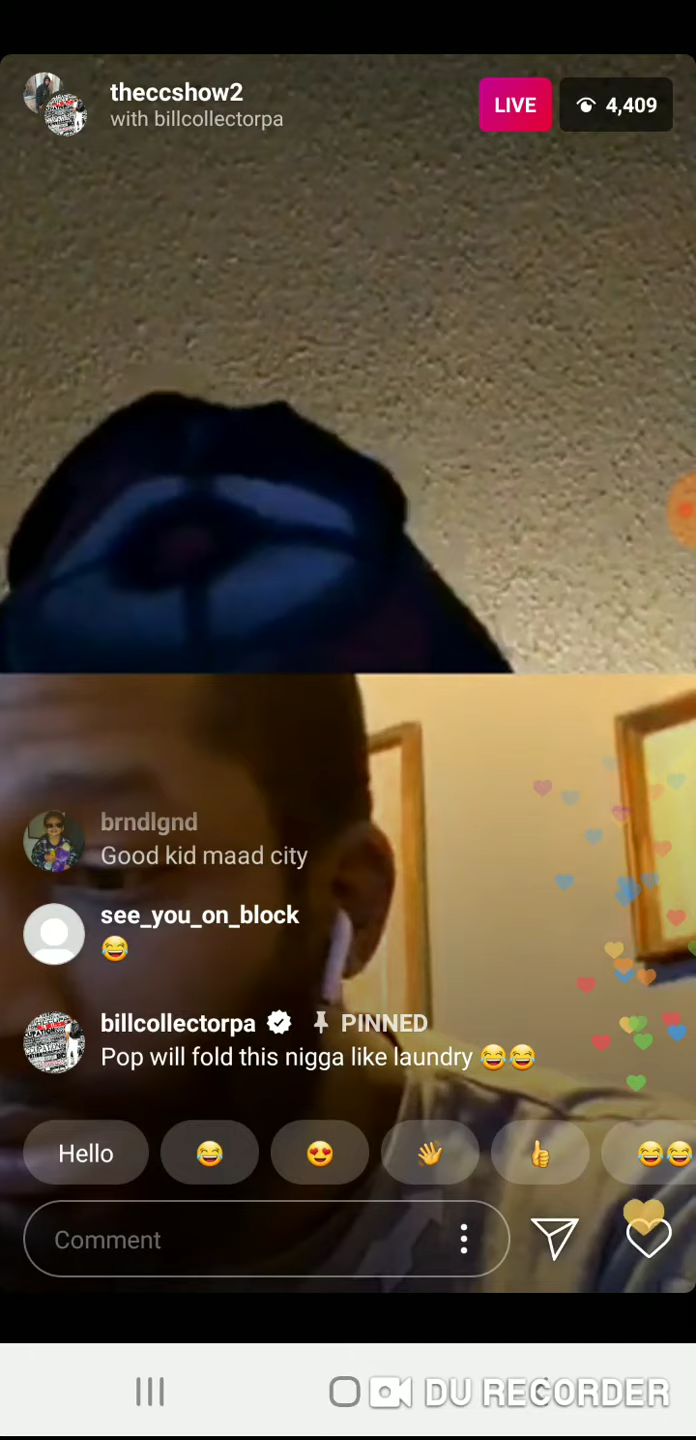 theccshow2
with billcollectorpa
LIVE
4,409
brndlgnd
Good kid maad city
see_you_on_block
😂
billcollectorpa PINNED
Pop will fold this nigga like laundry 😂😂
Hello 😂 😍 👋 👍 😂😂
Comment
DU RECORDER